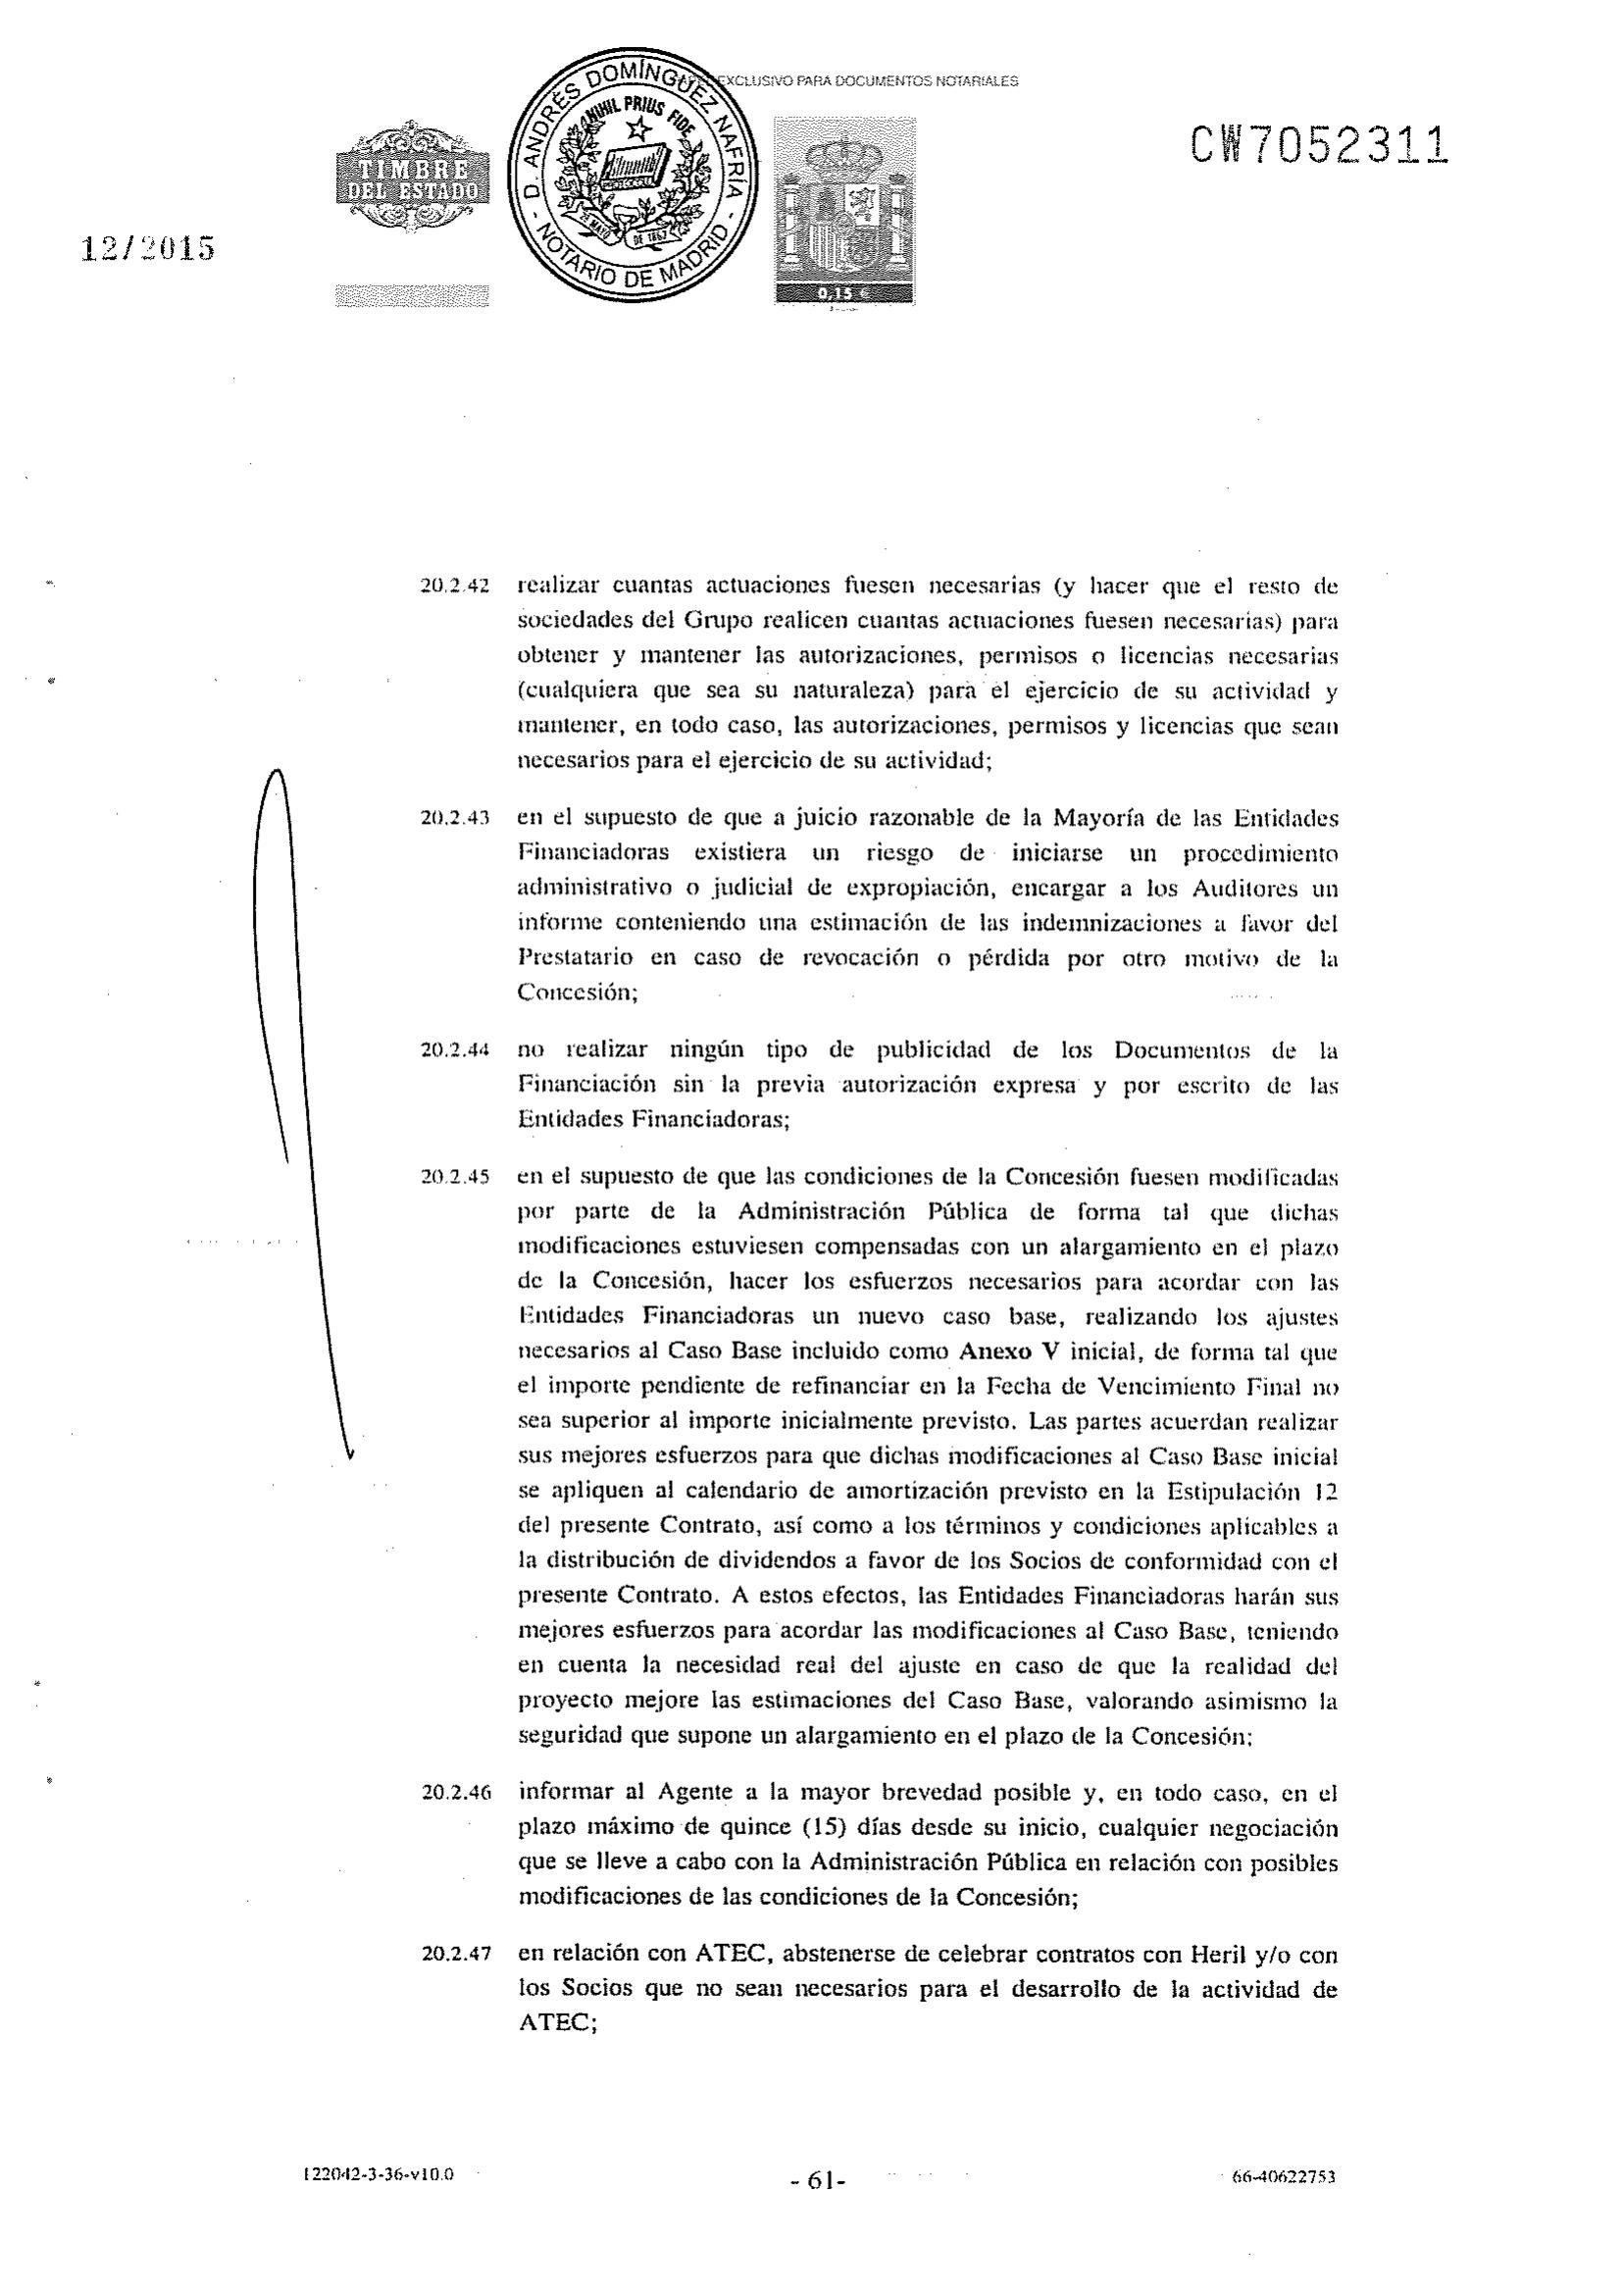 EXCLUSIVO PARA DOCUMENTOS NOTARIALES
D. ANDRÉS DOMÍNGUEZ NAFRÍA
- NOTARIO DE MADRID -
NIHIL PRIUS FIDE
DE 1862
TIMBRE
DEL ESTADO
0,15 €
CW7052311
12/2015
20.2.42 realizar cuantas actuaciones fuesen necesarias (y hacer que el resto de
sociedades del Grupo realicen cuantas actuaciones fuesen necesarias) para
obtener y mantener las autorizaciones, permisos o licencias necesarias
(cualquiera que sea su naturaleza) para el ejercicio de su actividad y
mantener, en todo caso, las autorizaciones, permisos y licencias que sean
necesarios para el ejercicio de su actividad;
20.2.43 en el supuesto de que a juicio razonable de la Mayoría de las Entidades
Financiadoras existiera un riesgo de iniciarse un procedimiento
administrativo o judicial de expropiación, encargar a los Auditores un
informe conteniendo una estimación de las indemnizaciones a favor del
Prestatario en caso de revocación o pérdida por otro motivo de la
Concesión;
20.2.44 no realizar ningún tipo de publicidad de los Documentos de la
Financiación sin la previa autorización expresa y por escrito de las
Entidades Financiadoras;
20.2.45 en el supuesto de que las condiciones de la Concesión fuesen modificadas
por parte de la Administración Pública de forma tal que dichas
modificaciones estuviesen compensadas con un alargamiento en el plazo
de la Concesión, hacer los esfuerzos necesarios para acordar con las
Entidades Financiadoras un nuevo caso base, realizando los ajustes
necesarios al Caso Base incluido como Anexo V inicial, de forma tal que
el importe pendiente de refinanciar en la Fecha de Vencimiento Final no
sea superior al importe inicialmente previsto. Las partes acuerdan realizar
sus mejores esfuerzos para que dichas modificaciones al Caso Base inicial
se apliquen al calendario de amortización previsto en la Estipulación 12
del presente Contrato, así como a los términos y condiciones aplicables a
la distribución de dividendos a favor de los Socios de conformidad con el
presente Contrato. A estos efectos, las Entidades Financiadoras harán sus
mejores esfuerzos para acordar las modificaciones al Caso Base, teniendo
en cuenta la necesidad real del ajuste en caso de que la realidad del
proyecto mejore las estimaciones del Caso Base, valorando asimismo la
seguridad que supone un alargamiento en el plazo de la Concesión;
20.2.46 informar al Agente a la mayor brevedad posible y, en todo caso, en el
plazo máximo de quince (15) días desde su inicio, cualquier negociación
que se lleve a cabo con la Administración Pública en relación con posibles
modificaciones de las condiciones de la Concesión;
20.2.47 en relación con ATEC, abstenerse de celebrar contratos con Heril y/o con
los Socios que no sean necesarios para el desarrollo de la actividad de
ATEC;
122042-3-36-v10.0
- 61-
66-40622753